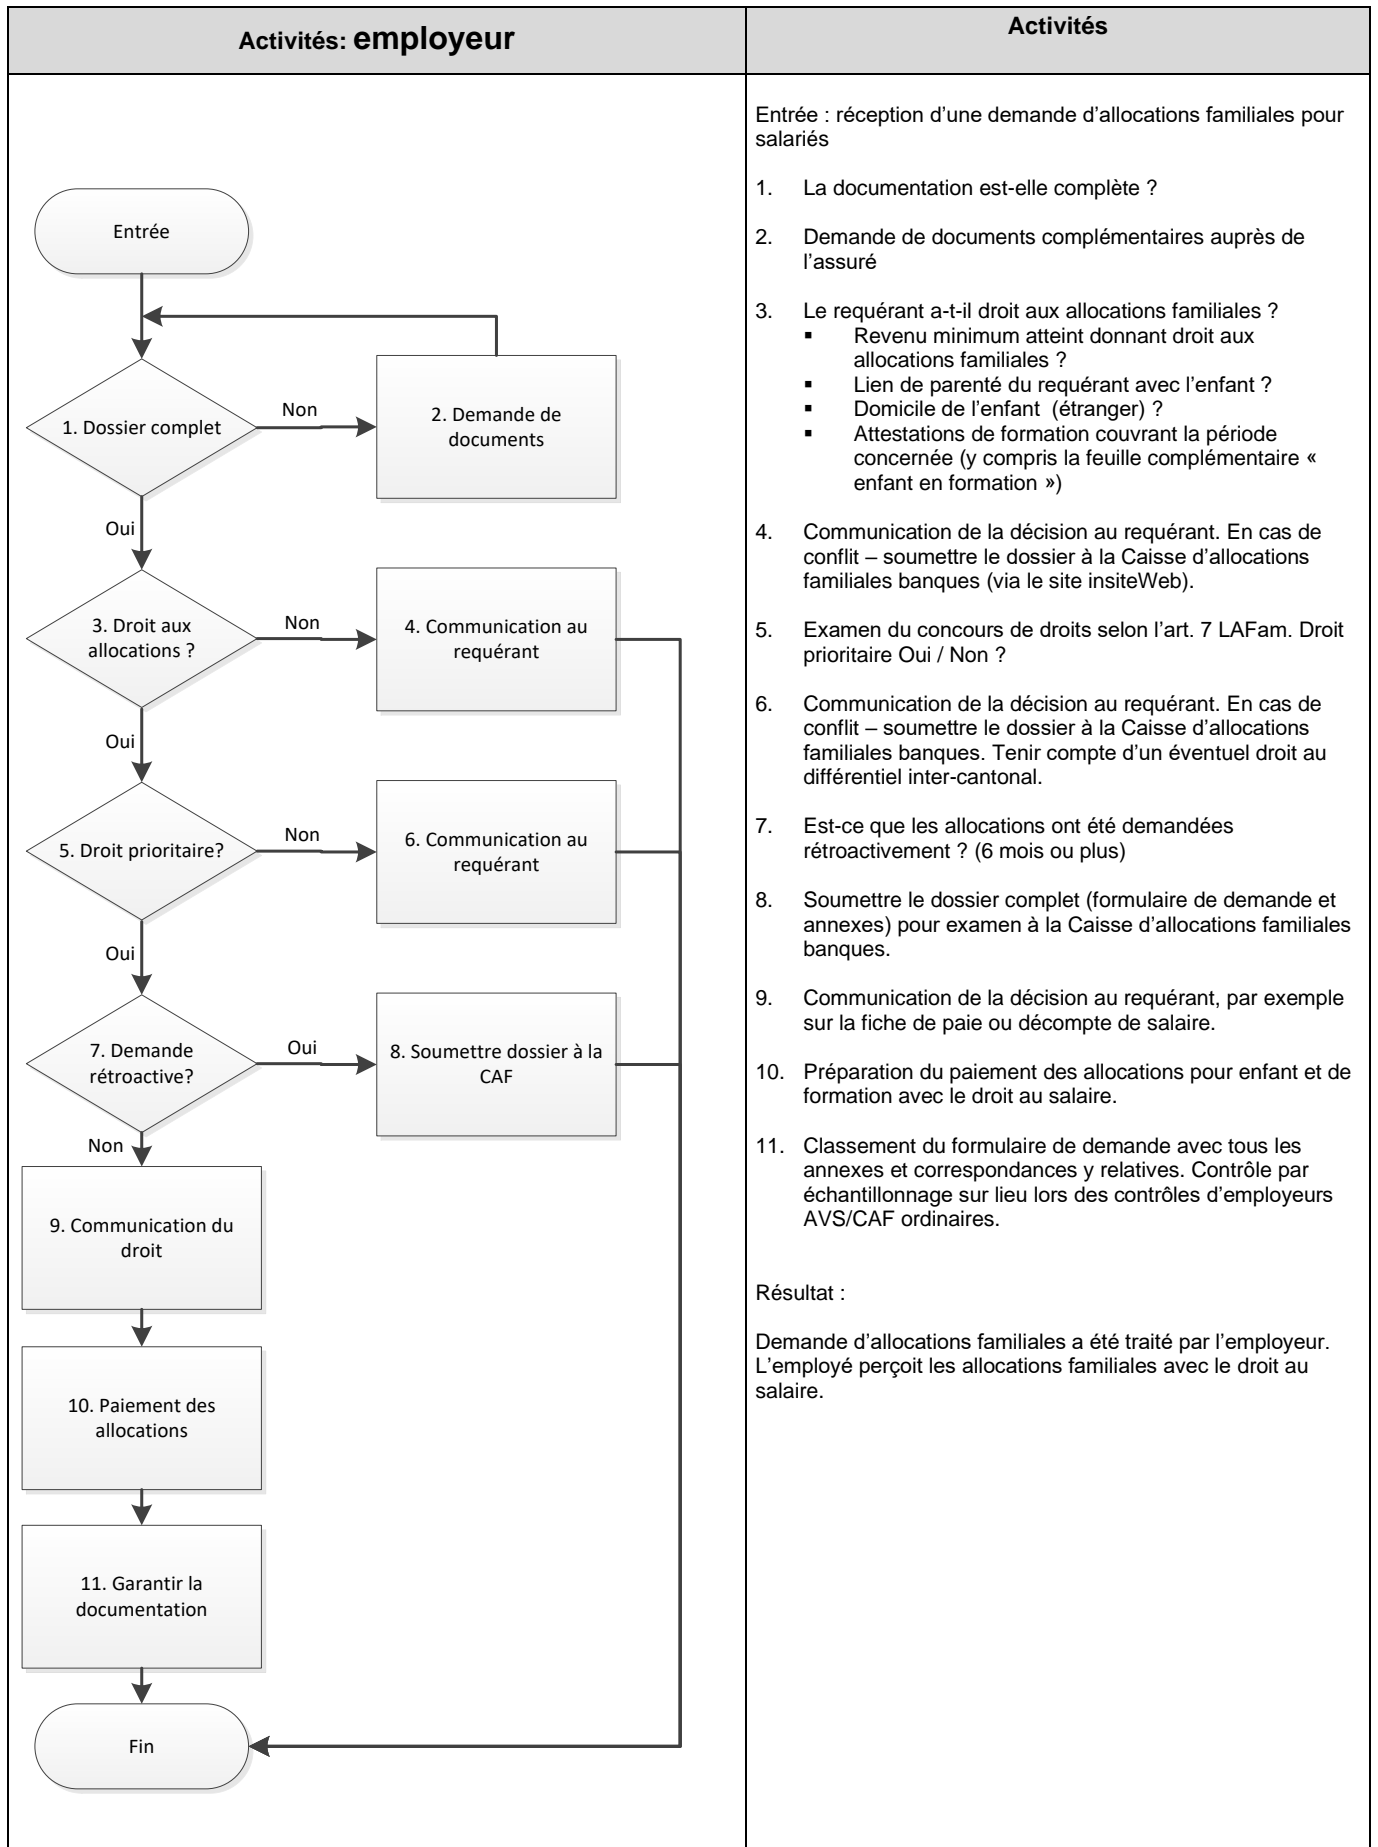 Activités: employeur
Activités
Entrée
1. Dossier complet
Non
2. Demande de
documents
Oui
3. Droit aux
allocations ?
Non
4. Communication au
requérant
Oui
5. Droit prioritaire?
Non
6. Communication au
requérant
Oui
7. Demande
rétroactive?
Oui
8. Soumettre dossier à la
CAF
Non
9. Communication du
droit
10. Paiement des
allocations
11. Garantir la
documentation
Fin
Entrée : réception d’une demande d’allocations familiales pour
salariés
1. La documentation est-elle complète ?
2. Demande de documents complémentaires auprès de
l’assuré
3. Le requérant a-t-il droit aux allocations familiales ?
▪ Revenu minimum atteint donnant droit aux
allocations familiales ?
▪ Lien de parenté du requérant avec l’enfant ?
▪ Domicile de l’enfant (étranger) ?
▪ Attestations de formation couvrant la période
concernée (y compris la feuille complémentaire «
enfant en formation »)
4. Communication de la décision au requérant. En cas de
conflit – soumettre le dossier à la Caisse d’allocations
familiales banques (via le site insiteWeb).
5. Examen du concours de droits selon l’art. 7 LAFam. Droit
prioritaire Oui / Non ?
6. Communication de la décision au requérant. En cas de
conflit – soumettre le dossier à la Caisse d’allocations
familiales banques. Tenir compte d’un éventuel droit au
différentiel inter-cantonal.
7. Est-ce que les allocations ont été demandées
rétroactivement ? (6 mois ou plus)
8. Soumettre le dossier complet (formulaire de demande et
annexes) pour examen à la Caisse d’allocations familiales
banques.
9. Communication de la décision au requérant, par exemple
sur la fiche de paie ou décompte de salaire.
10. Préparation du paiement des allocations pour enfant et de
formation avec le droit au salaire.
11. Classement du formulaire de demande avec tous les
annexes et correspondances y relatives. Contrôle par
échantillonnage sur lieu lors des contrôles d’employeurs
AVS/CAF ordinaires.
Résultat :
Demande d’allocations familiales a été traité par l’employeur.
L’employé perçoit les allocations familiales avec le droit au
salaire.